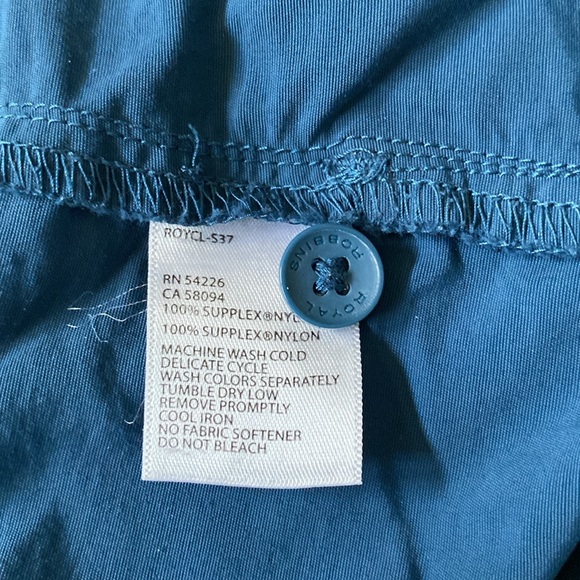 ROYCL-S37
RN 54226
CA 58094
100% SUPPLEX®NYL
100% SUPPLEX®NYLON
MACHINE WASH COLD
DELICATE CYCLE
WASH COLORS SEPARATELY
TUMBLE DRY LOW
REMOVE PROMPTLY
COOL IRON
NO FABRIC SOFTENER
DO NOT BLEACH
ROYAL ROBBINS